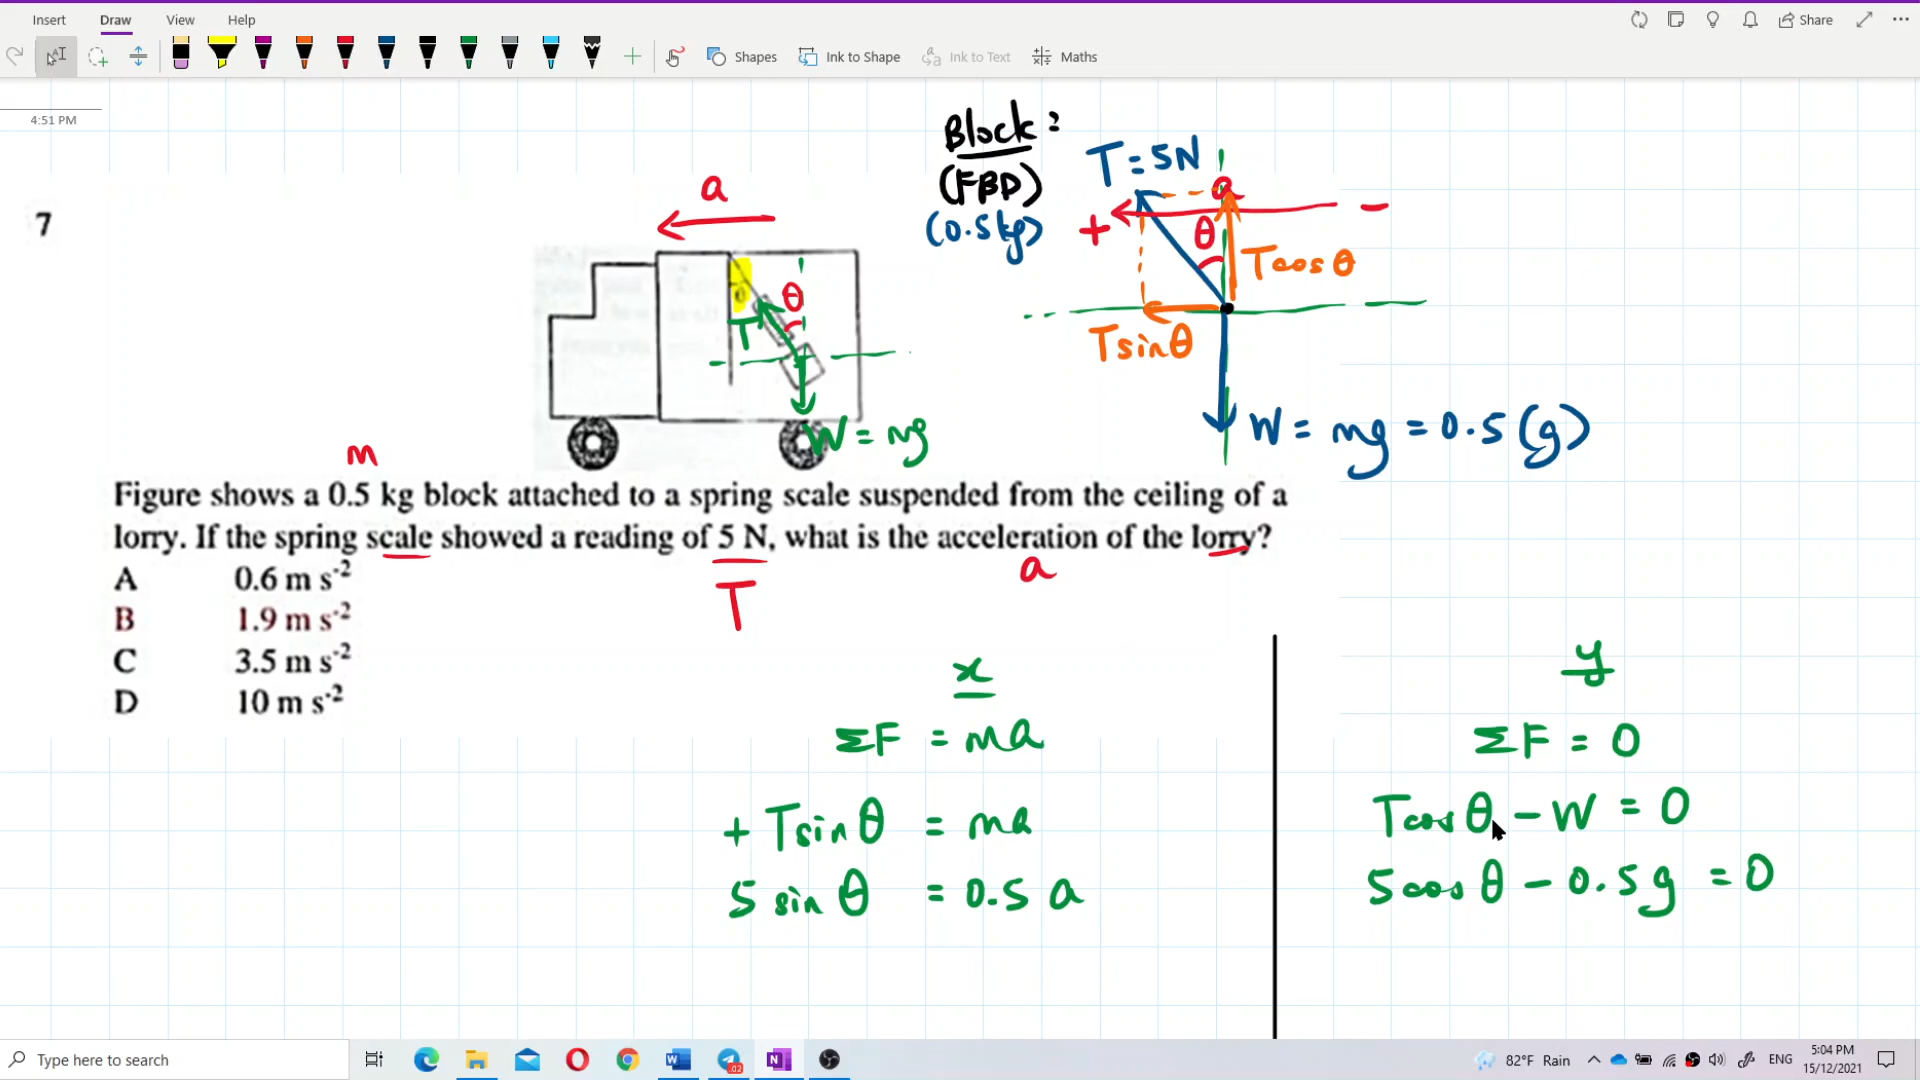 Insert Draw View Help
Share
Shapes Ink to Shape Ink to Text Maths
4:51 PM
Block:
(FBD)
(0.5kg)
T = 5N
a
a
+
−
θ
Tcosθ
Tsinθ
W = mg = 0.5(g)
7
θ
θ
T
W = mg
m
Figure shows a 0.5 kg block attached to a spring scale suspended from the ceiling of a
lorry. If the spring scale showed a reading of 5 N, what is the acceleration of the lorry?
T
a
A 0.6 m s⁻²
B 1.9 m s⁻²
C 3.5 m s⁻²
D 10 m s⁻²
x
ΣF = ma
+ Tsinθ = ma
5 sinθ = 0.5 a
y
ΣF = 0
Tcosθ − W = 0
5cosθ − 0.5g = 0
Type here to search
02
82°F Rain
ENG
5:04 PM
15/12/2021